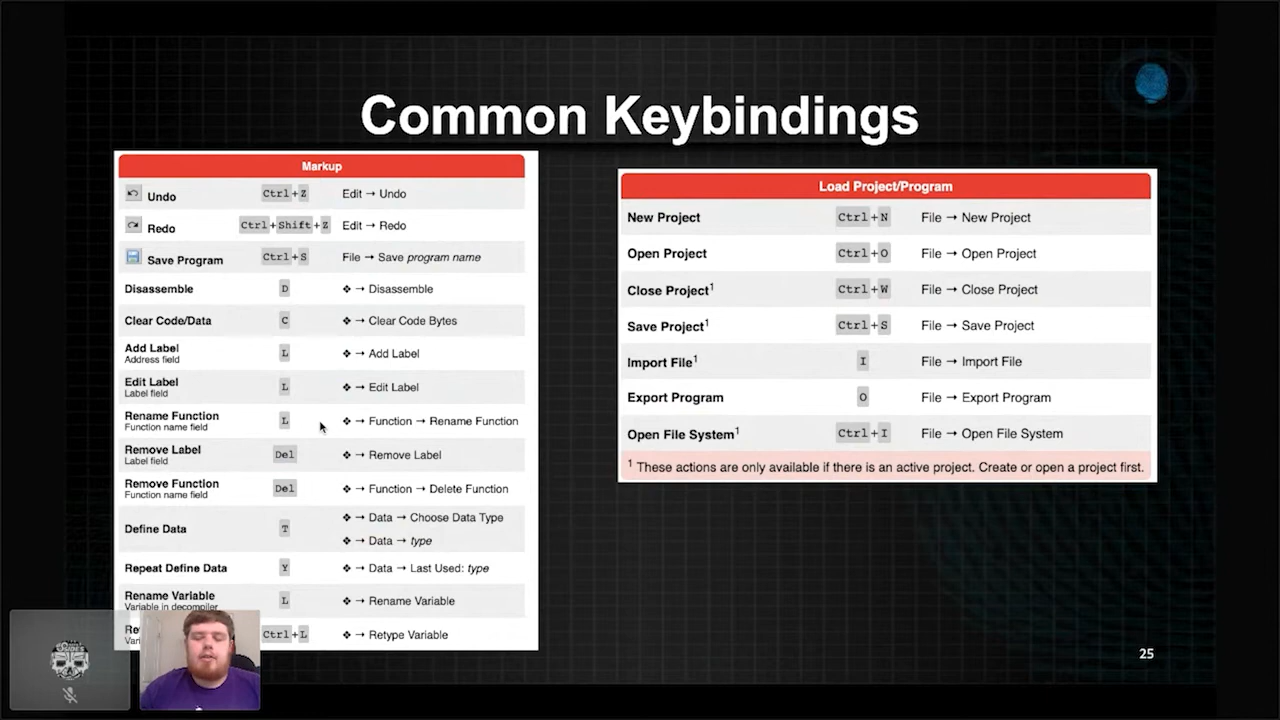 Common Keybindings
Markup
Undo Ctrl+Z Edit → Undo
Redo Ctrl+Shift+Z Edit → Redo
Save Program Ctrl+S File → Save program name
Disassemble D ❖ → Disassemble
Clear Code/Data C ❖ → Clear Code Bytes
Add Label L ❖ → Add Label
Address field
Edit Label L ❖ → Edit Label
Label field
Rename Function L ❖ → Function → Rename Function
Function name field
Remove Label Del ❖ → Remove Label
Label field
Remove Function Del ❖ → Function → Delete Function
Function name field
Define Data T ❖ → Data → Choose Data Type
❖ → Data → type
Repeat Define Data Y ❖ → Data → Last Used: type
Rename Variable L ❖ → Rename Variable
Variable in decompiler
Ctrl+L ❖ → Retype Variable
Load Project/Program
New Project Ctrl+N File → New Project
Open Project Ctrl+O File → Open Project
Close Project¹ Ctrl+W File → Close Project
Save Project¹ Ctrl+S File → Save Project
Import File¹ I File → Import File
Export Program O File → Export Program
Open File System¹ Ctrl+I File → Open File System
¹ These actions are only available if there is an active project. Create or open a project first.
25